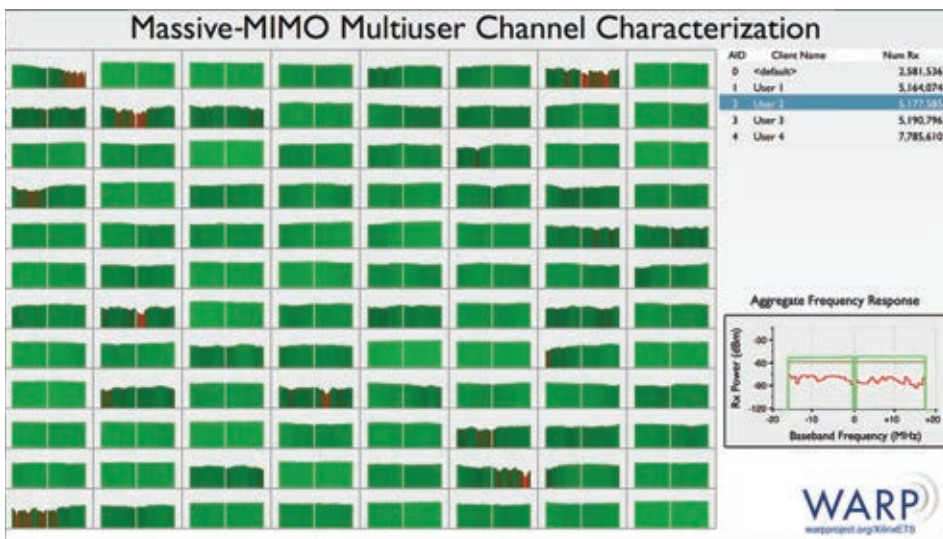 Massive-MIMO Multiuser Channel Characterization
AID Client Name Num Rx
0 <default> 2,581,536
1 User 1 5,164,074
2 User 2 5,177,585
3 User 3 5,190,796
4 User 4 7,785,610
Aggregate Frequency Response
Rx Power (dBm)
-30
-60
-90
-120
-20 -10 0 +10 +20
Baseband Frequency (MHz)
WARP